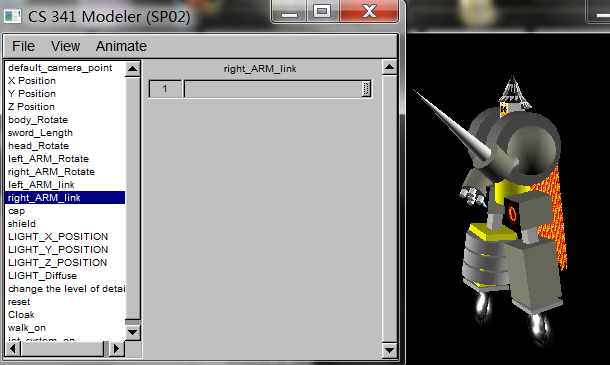 CS 341 Modeler (SP02)
File View Animate
default_camera_point
X Position
Y Position
Z Position
body_Rotate
sword_Length
head_Rotate
left_ARM_Rotate
right_ARM_Rotate
left_ARM_link
right_ARM_link
cap
shield
LIGHT_X_POSITION
LIGHT_Y_POSITION
LIGHT_Z_POSITION
LIGHT_Diffuse
change the level of detai
reset
Cloak
walk_on
right_ARM_link
1